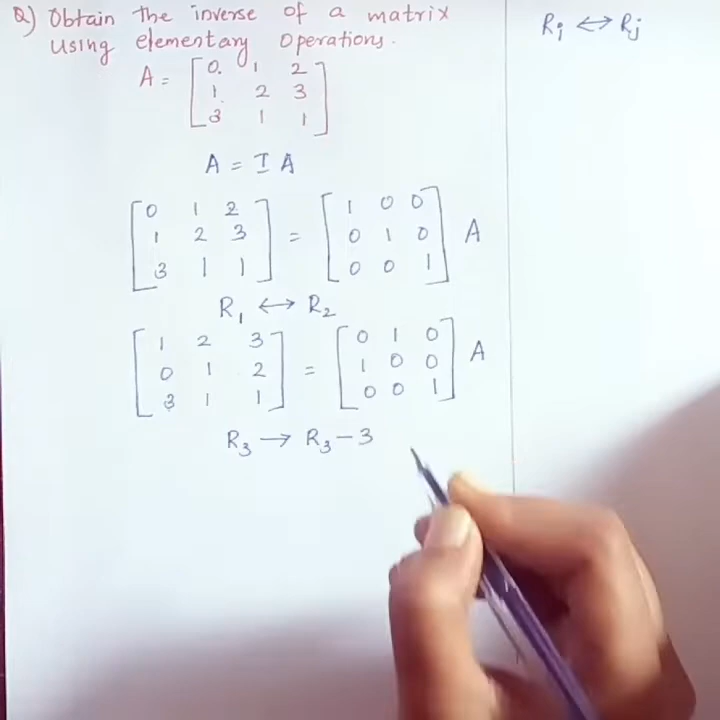 Q) Obtain the inverse of a matrix
using elementary operations.
R_i ↔ R_j
A = [0 1 2
1 2 3
3 1 1]
A = I A
[0 1 2
1 2 3
3 1 1] = [1 0 0
0 1 0
0 0 1] A
R₁ ↔ R₂
[1 2 3
0 1 2
3 1 1] = [0 1 0
1 0 0
0 0 1] A
R₃ → R₃ − 3